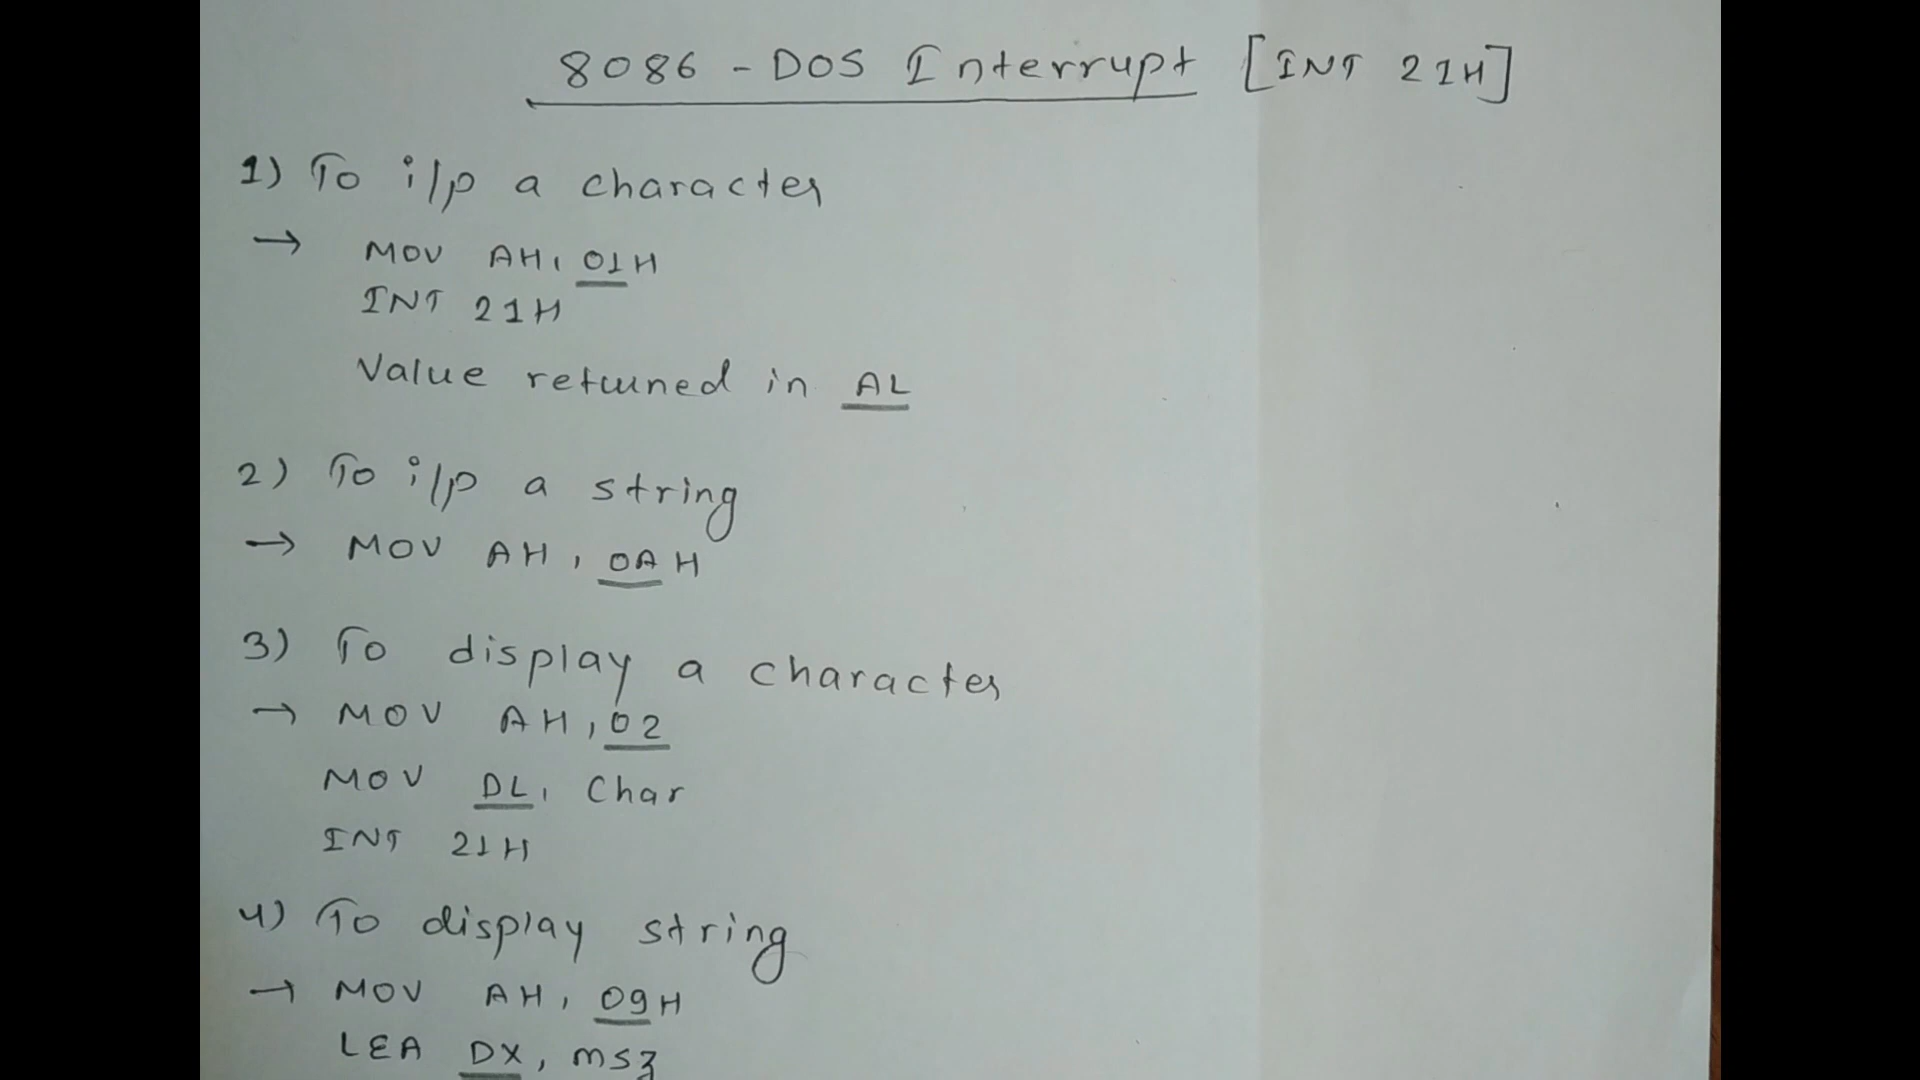 8086 - DOS Interrupt [INT 21H]
1) To i/p a character
→ MOV AH, 01H
INT 21H
Value returned in AL
2) To i/p a string
→ MOV AH, 0AH
3) To display a character
→ MOV AH, 02
MOV DL, Char
INT 21H
4) To display string
→ MOV AH, 09H
LEA DX, msg